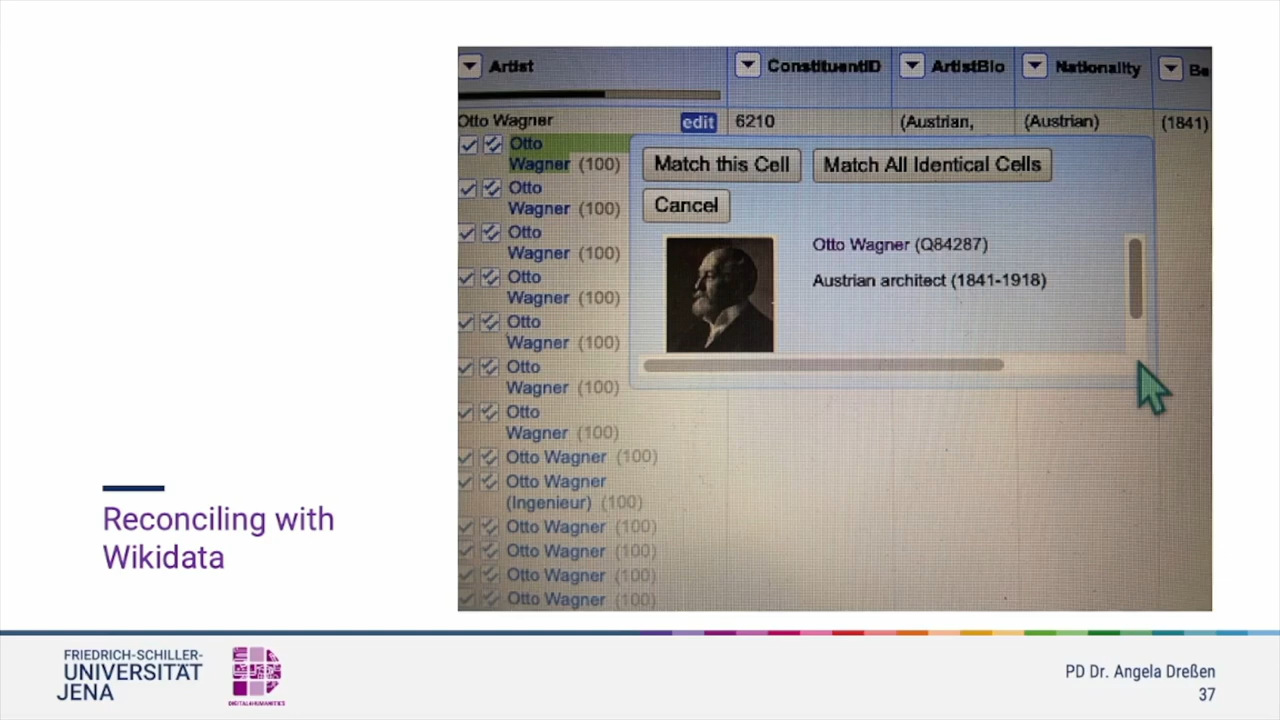 Artist
ConstituentID
ArtistBio
Nationality
Be
Otto Wagner
edit
6210
(Austrian,
(Austrian)
(1841)
Otto
Wagner (100)
Otto
Wagner (100)
Otto
Wagner (100)
Otto
Wagner (100)
Otto
Wagner (100)
Otto
Wagner (100)
Otto
Wagner (100)
Otto Wagner (100)
Otto Wagner
(Ingenieur) (100)
Otto Wagner (100)
Otto Wagner (100)
Otto Wagner (100)
Otto Wagner (100)
Match this Cell
Match All Identical Cells
Cancel
Otto Wagner (Q84287)
Austrian architect (1841-1918)
Reconciling with
Wikidata
FRIEDRICH-SCHILLER-
UNIVERSITÄT
JENA
DIGITAL4HUMANITIES
PD Dr. Angela Dreßen
37